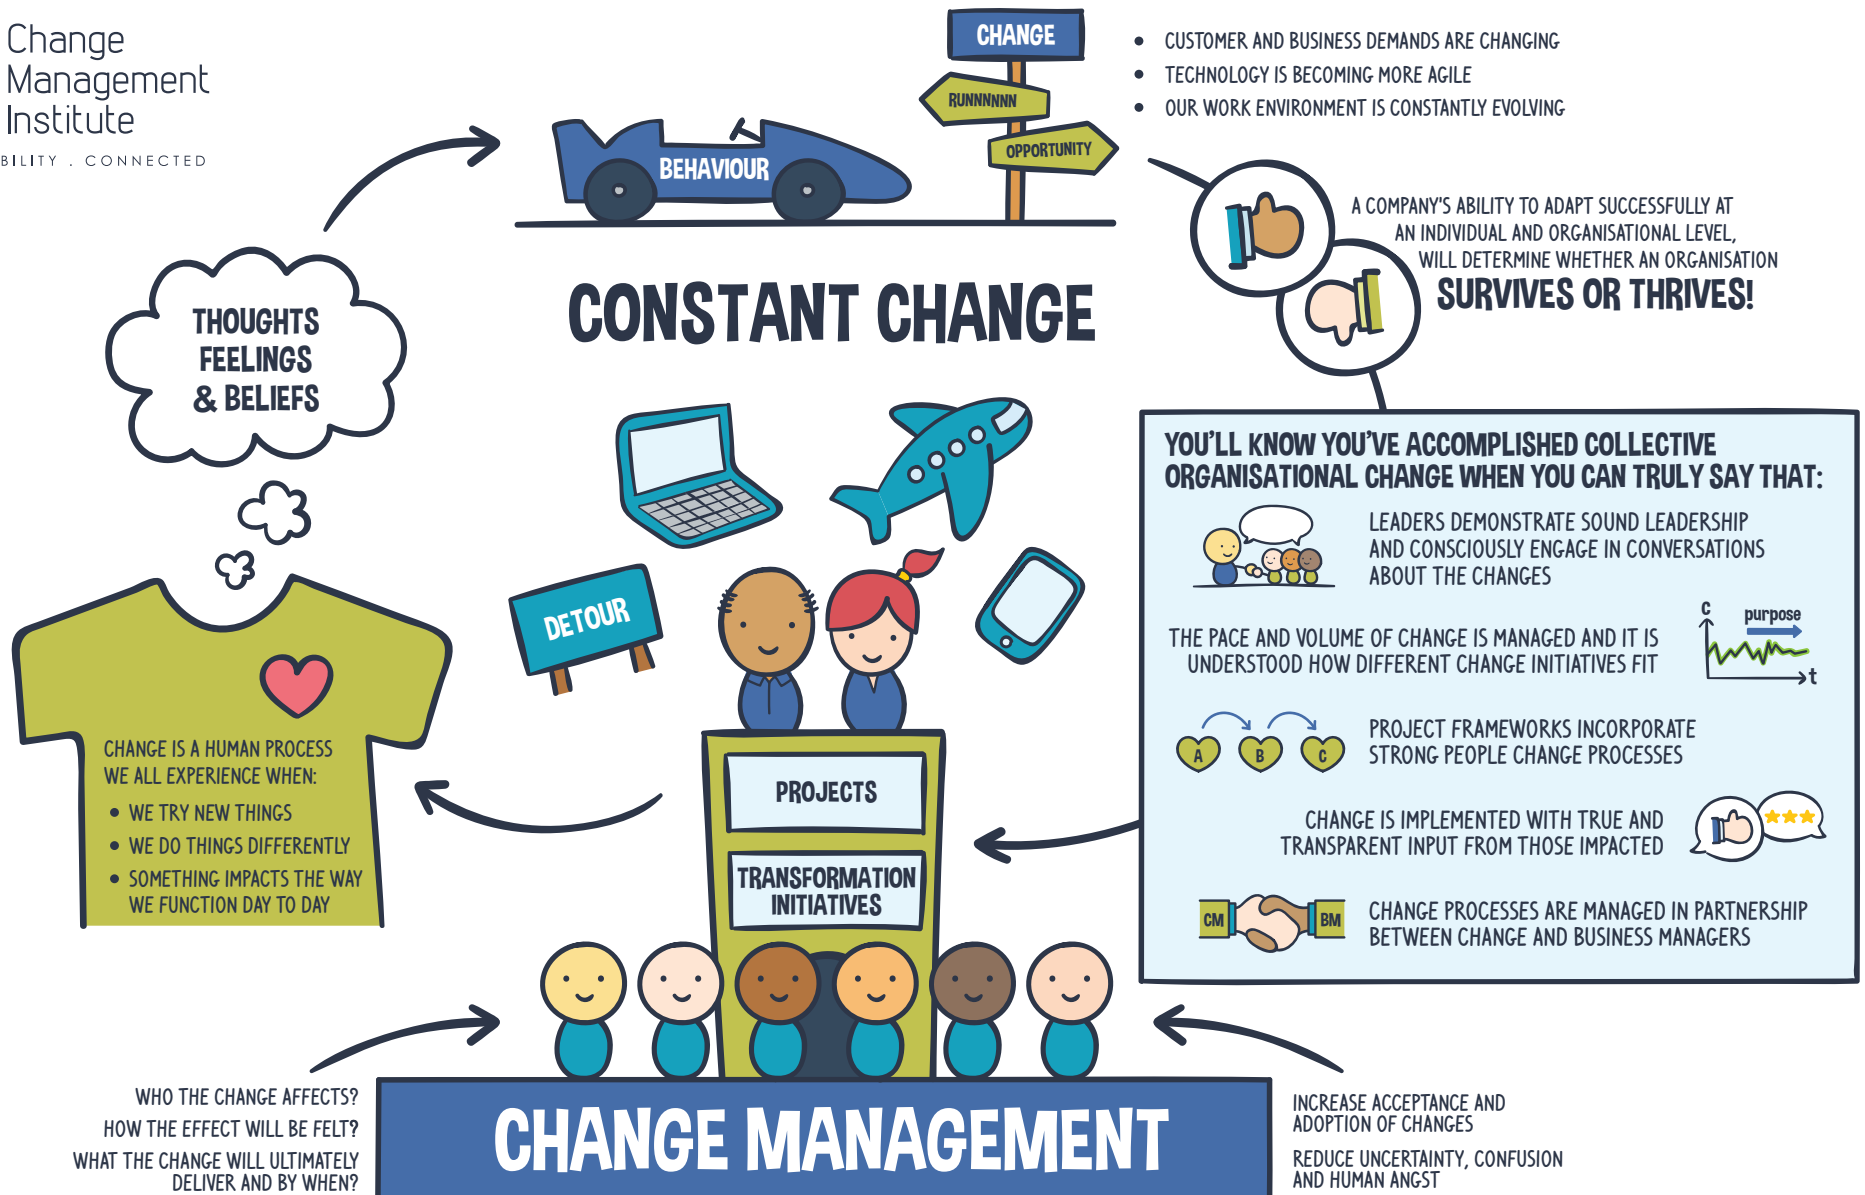 Change
Management
Institute
BILITY . CONNECTED
CHANGE
RUNNNNNN
OPPORTUNITY
BEHAVIOUR
• CUSTOMER AND BUSINESS DEMANDS ARE CHANGING
• TECHNOLOGY IS BECOMING MORE AGILE
• OUR WORK ENVIRONMENT IS CONSTANTLY EVOLVING
A COMPANY'S ABILITY TO ADAPT SUCCESSFULLY AT
AN INDIVIDUAL AND ORGANISATIONAL LEVEL,
WILL DETERMINE WHETHER AN ORGANISATION
SURVIVES OR THRIVES!
CONSTANT CHANGE
THOUGHTS
FEELINGS
& BELIEFS
DETOUR
YOU'LL KNOW YOU'VE ACCOMPLISHED COLLECTIVE
ORGANISATIONAL CHANGE WHEN YOU CAN TRULY SAY THAT:
LEADERS DEMONSTRATE SOUND LEADERSHIP
AND CONSCIOUSLY ENGAGE IN CONVERSATIONS
ABOUT THE CHANGES
THE PACE AND VOLUME OF CHANGE IS MANAGED AND IT IS
UNDERSTOOD HOW DIFFERENT CHANGE INITIATIVES FIT
c
purpose
t
A B C
PROJECT FRAMEWORKS INCORPORATE
STRONG PEOPLE CHANGE PROCESSES
CHANGE IS IMPLEMENTED WITH TRUE AND
TRANSPARENT INPUT FROM THOSE IMPACTED
CM BM
CHANGE PROCESSES ARE MANAGED IN PARTNERSHIP
BETWEEN CHANGE AND BUSINESS MANAGERS
CHANGE IS A HUMAN PROCESS
WE ALL EXPERIENCE WHEN:
• WE TRY NEW THINGS
• WE DO THINGS DIFFERENTLY
• SOMETHING IMPACTS THE WAY
WE FUNCTION DAY TO DAY
PROJECTS
TRANSFORMATION
INITIATIVES
WHO THE CHANGE AFFECTS?
HOW THE EFFECT WILL BE FELT?
WHAT THE CHANGE WILL ULTIMATELY
DELIVER AND BY WHEN?
CHANGE MANAGEMENT
INCREASE ACCEPTANCE AND
ADOPTION OF CHANGES
REDUCE UNCERTAINTY, CONFUSION
AND HUMAN ANGST